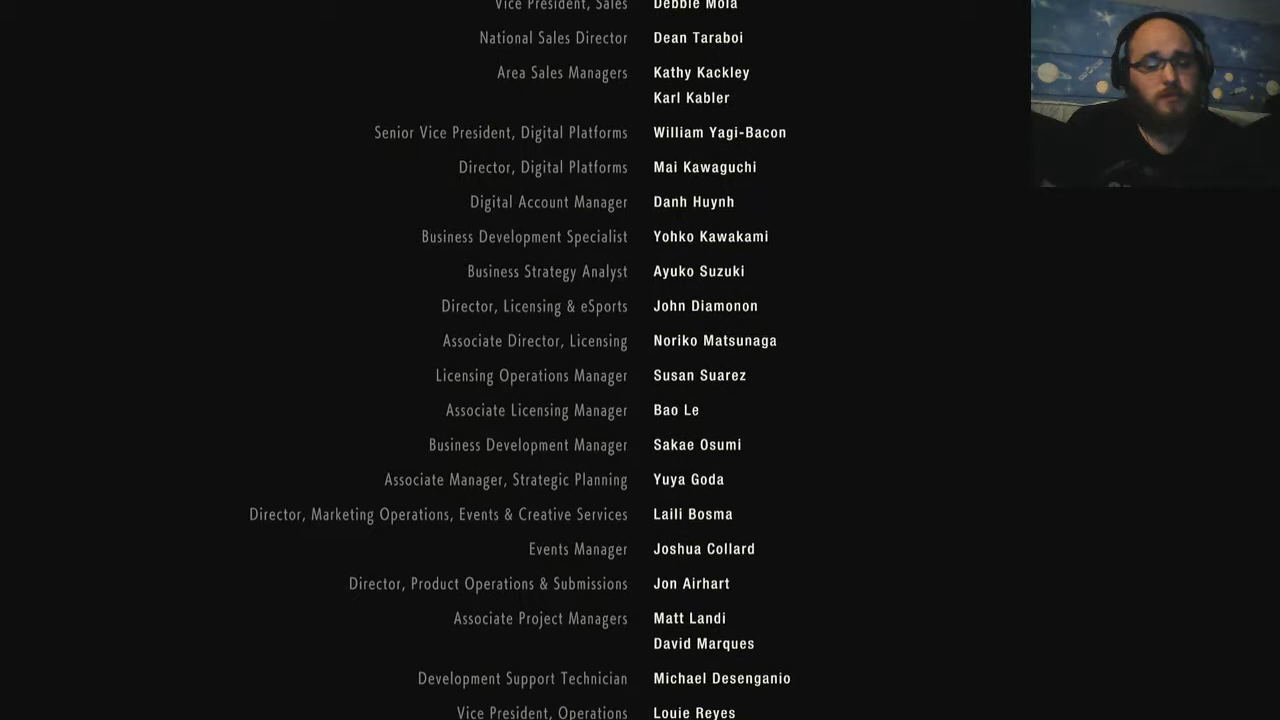 Vice President, Sales Debbie Mola
National Sales Director Dean Taraboi
Area Sales Managers Kathy Kackley
Karl Kabler
Senior Vice President, Digital Platforms William Yagi-Bacon
Director, Digital Platforms Mai Kawaguchi
Digital Account Manager Danh Huynh
Business Development Specialist Yohko Kawakami
Business Strategy Analyst Ayuko Suzuki
Director, Licensing & eSports John Diamonon
Associate Director, Licensing Noriko Matsunaga
Licensing Operations Manager Susan Suarez
Associate Licensing Manager Bao Le
Business Development Manager Sakae Osumi
Associate Manager, Strategic Planning Yuya Goda
Director, Marketing Operations, Events & Creative Services Laili Bosma
Events Manager Joshua Collard
Director, Product Operations & Submissions Jon Airhart
Associate Project Managers Matt Landi
David Marques
Development Support Technician Michael Desenganio
Vice President, Operations Louie Reyes